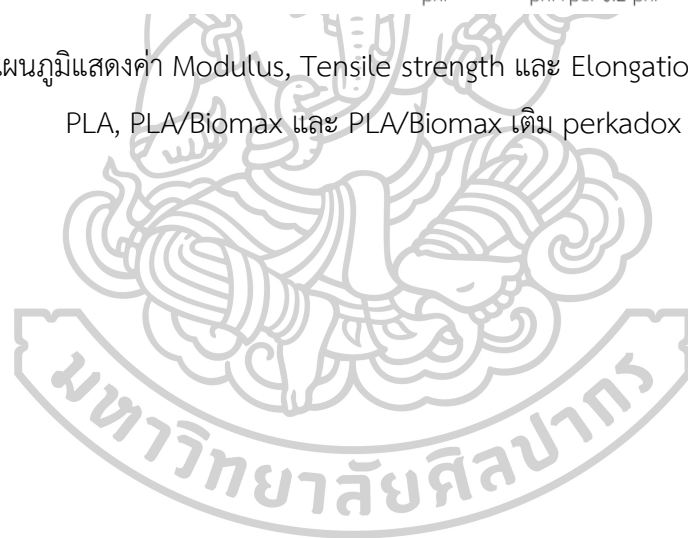 ผนภูมิแสดงค่า Modulus, Tensile strength และ Elongatio
PLA, PLA/Biomax และ PLA/Biomax เติม perkadox
มหาวิทยาลัยศิลปากร